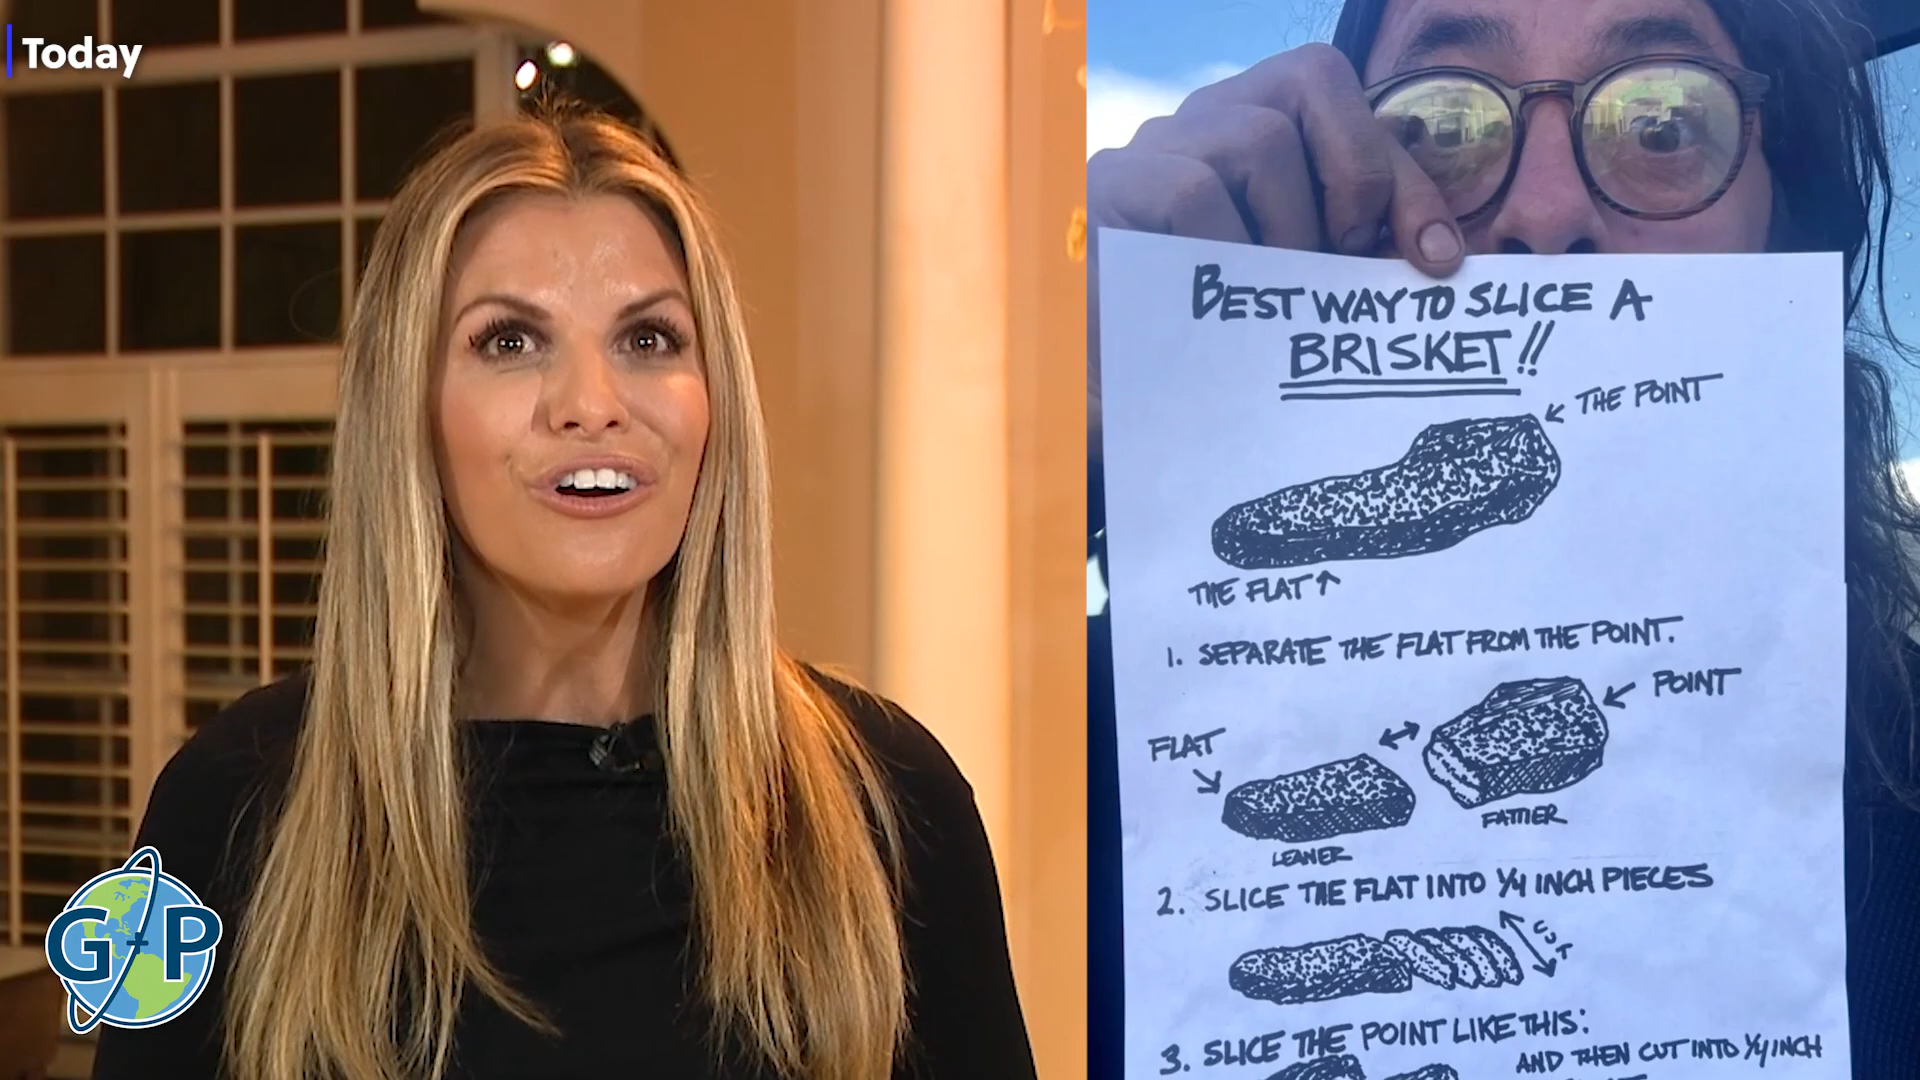 Today
G-P
BEST WAY TO SLICE A
BRISKET!!
THE POINT
THE FLAT
1. SEPARATE THE FLAT FROM THE POINT.
POINT
FLAT
FATTIER
LEANER
2. SLICE THE FLAT INTO 1/4 INCH PIECES
CUT
3. SLICE THE POINT LIKE THIS:
AND THEN CUT INTO 1/4 INCH